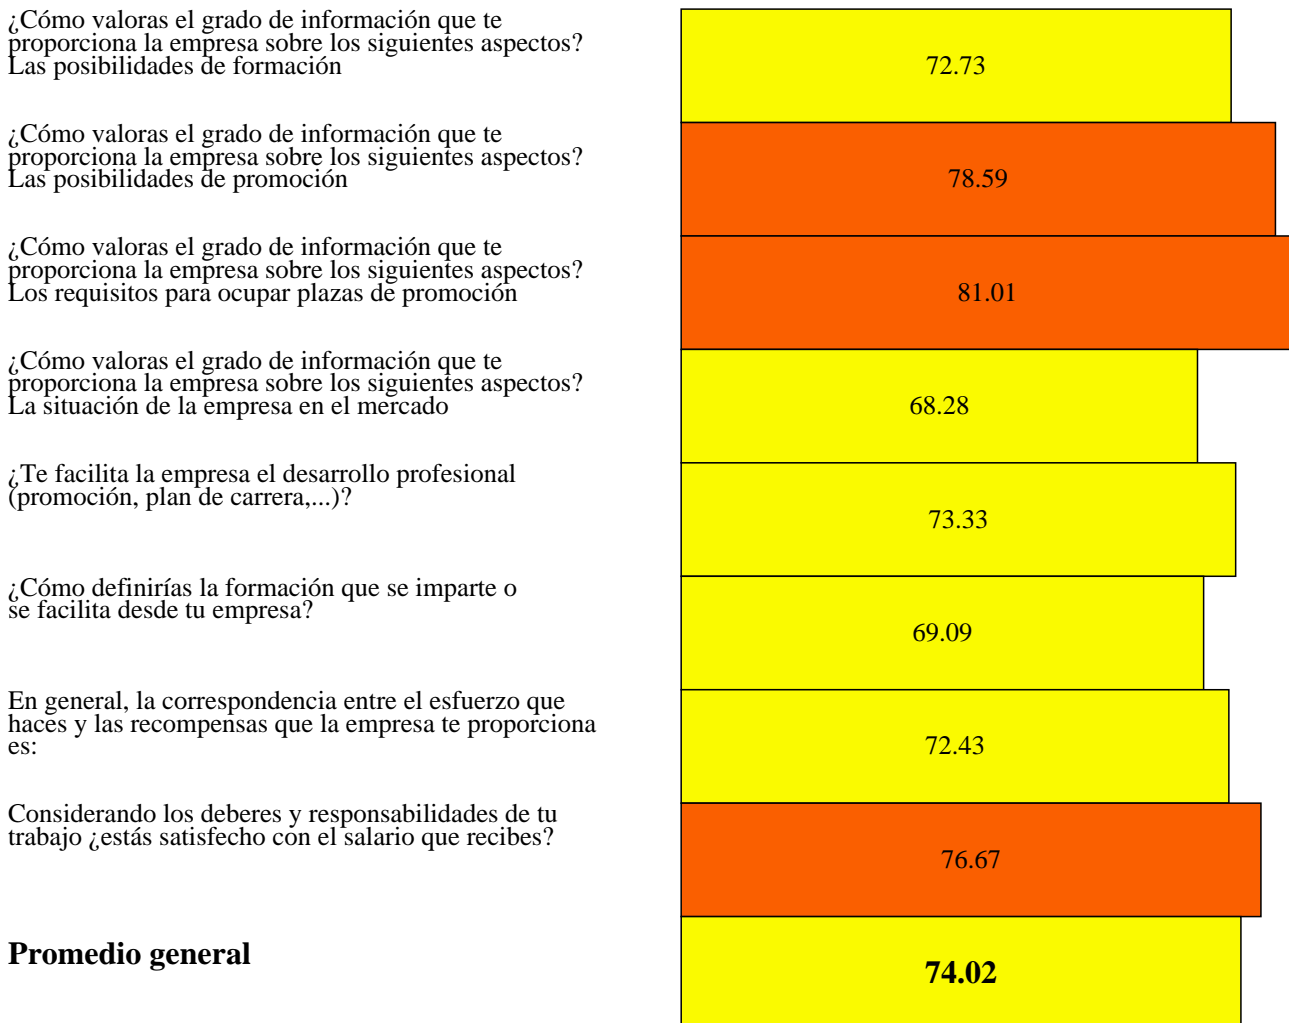 ¿Cómo valoras el grado de información que te
proporciona la empresa sobre los siguientes aspectos?
Las posibilidades de formación
72.73
¿Cómo valoras el grado de información que te
proporciona la empresa sobre los siguientes aspectos?
Las posibilidades de promoción
78.59
¿Cómo valoras el grado de información que te
proporciona la empresa sobre los siguientes aspectos?
Los requisitos para ocupar plazas de promoción
81.01
¿Cómo valoras el grado de información que te
proporciona la empresa sobre los siguientes aspectos?
La situación de la empresa en el mercado
68.28
¿Te facilita la empresa el desarrollo profesional
(promoción, plan de carrera,...)?
73.33
¿Cómo definirías la formación que se imparte o
se facilita desde tu empresa?
69.09
En general, la correspondencia entre el esfuerzo que
haces y las recompensas que la empresa te proporciona
es:
72.43
Considerando los deberes y responsabilidades de tu
trabajo ¿estás satisfecho con el salario que recibes?
76.67
Promedio general
74.02